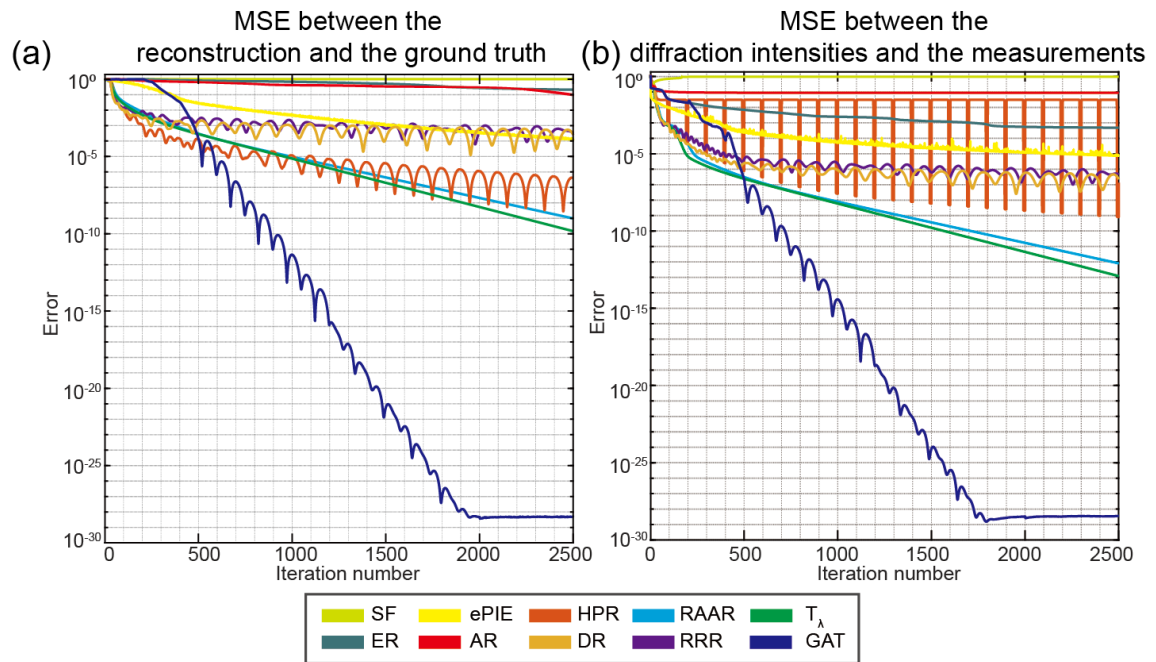 MSE between the
reconstruction and the ground truth
MSE between the
diffraction intensities and the measurements
(a)
(b)
10⁰
10⁻⁵
10⁻¹⁰
10⁻¹⁵
10⁻²⁰
10⁻²⁵
10⁻³⁰
Error
0 500 1000 1500 2000 2500
Iteration number
10⁰
10⁻⁵
10⁻¹⁰
10⁻¹⁵
10⁻²⁰
10⁻²⁵
10⁻³⁰
Error
0 500 1000 1500 2000 2500
Iteration number
SF ePIE HPR RAAR T_λ
ER AR DR RRR GAT